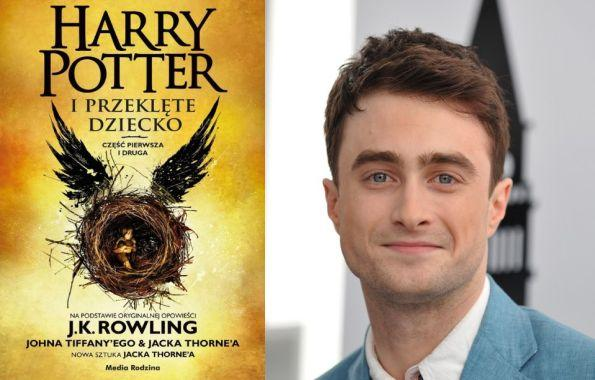 HARRY
POTTER
I PRZEKLĘTE
DZIECKO
CZĘŚĆ PIERWSZA
I DRUGA
NA PODSTAWIE ORYGINALNEJ OPOWIEŚCI
J.K. ROWLING
JOHNA TIFFANY'EGO & JACKA THORNE'A
NOWA SZTUKA JACKA THORNE'A
Media Rodzina